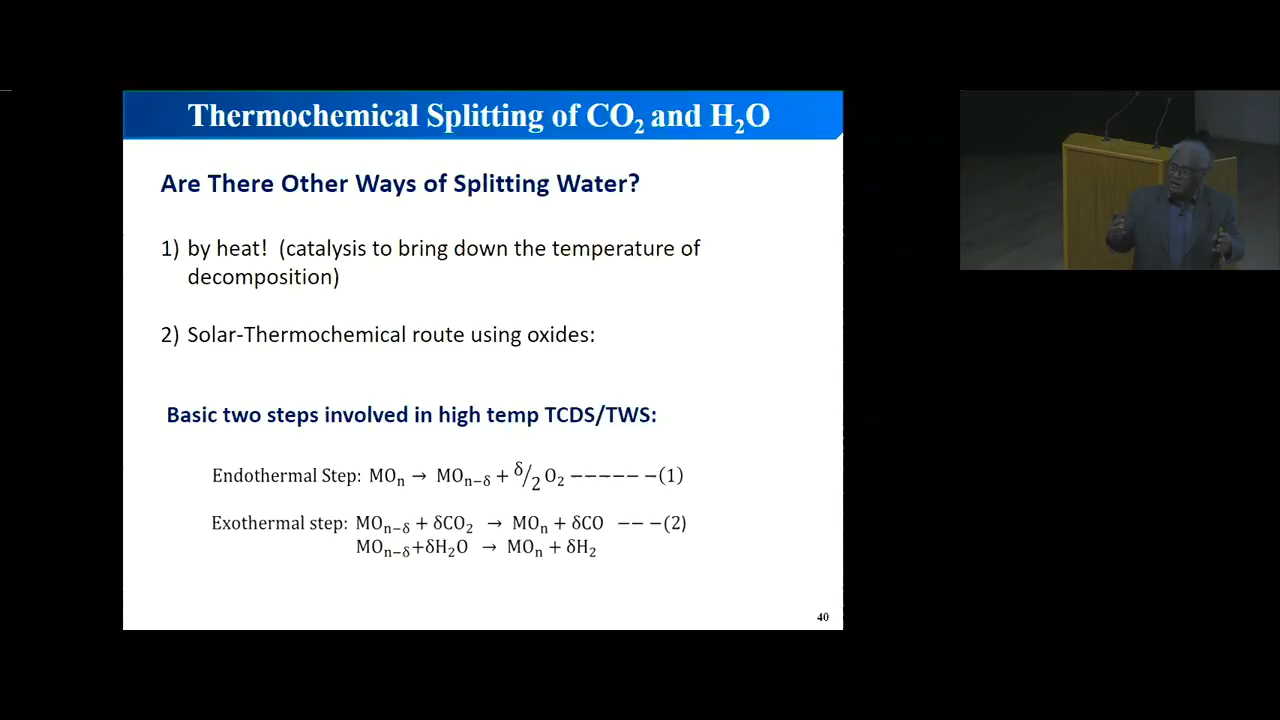 Thermochemical Splitting of CO₂ and H₂O
Are There Other Ways of Splitting Water?
1) by heat! (catalysis to bring down the temperature of
decomposition)
2) Solar-Thermochemical route using oxides:
Basic two steps involved in high temp TCDS/TWS:
Endothermal Step: MOₙ → MOₙ₋δ + δ/2 O₂ −−−−−− −(1)
Exothermal step: MOₙ₋δ + δCO₂ → MOₙ + δCO −− −(2)
MOₙ₋δ+δH₂O → MOₙ + δH₂
40